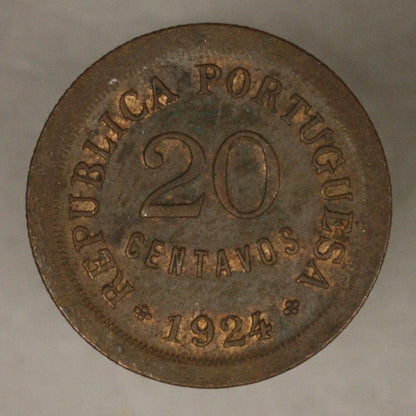 REPUBLICA PORTUGUESA
20
CENTAVOS
* 1924 *